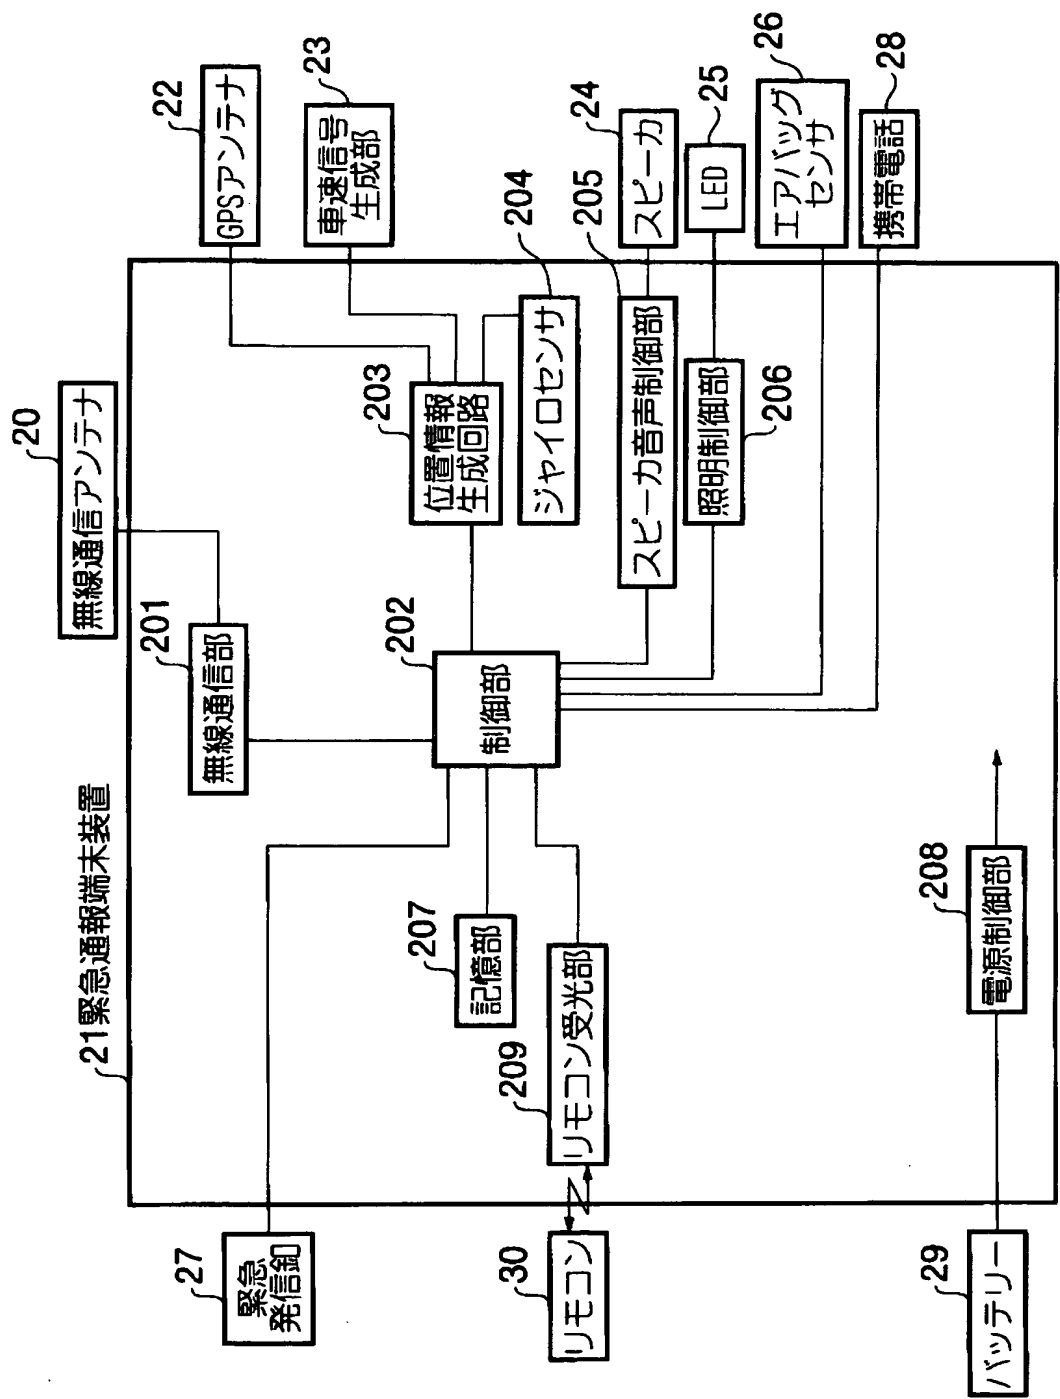 20
無線通信アンテナ
22
GPSアンテナ
23
車速信号
生成部
21緊急通報端末装置
201
無線通信部
203
位置情報
生成回路
204
ジャイロセンサ
27
緊急
発信釦
202
制御部
205
スピーカ音声制御部
24
スピーカ
207
記憶部
206
照明制御部
25
LED
26
エアバッグ
センサ
28
携帯電話
209
リモコン受光部
30
リモコン
208
電源制御部
29
バッテリー